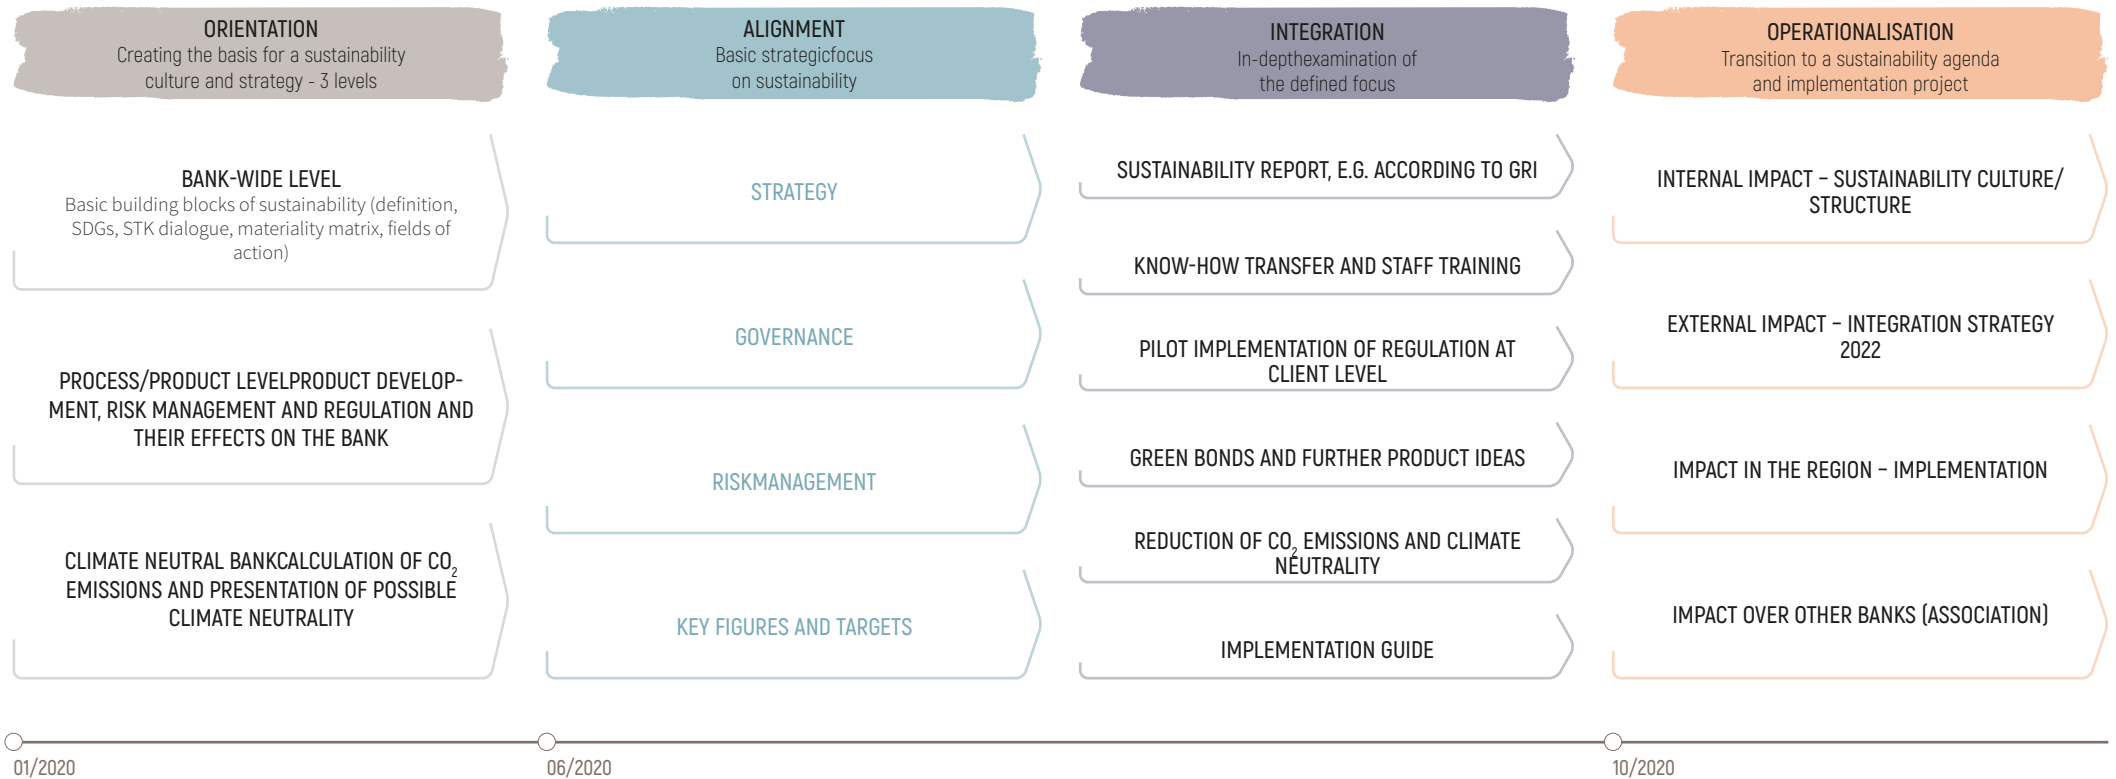 ORIENTATION
Creating the basis for a sustainability
culture and strategy - 3 levels
BANK-WIDE LEVEL
Basic building blocks of sustainability (definition,
SDGs, STK dialogue, materiality matrix, fields of
action)
PROCESS/PRODUCT LEVELPRODUCT DEVELOP-
MENT, RISK MANAGEMENT AND REGULATION AND
THEIR EFFECTS ON THE BANK
CLIMATE NEUTRAL BANKCALCULATION OF CO₂
EMISSIONS AND PRESENTATION OF POSSIBLE
CLIMATE NEUTRALITY
ALIGNMENT
Basic strategicfocus
on sustainability
STRATEGY
GOVERNANCE
RISKMANAGEMENT
KEY FIGURES AND TARGETS
INTEGRATION
In-depthexamination of
the defined focus
SUSTAINABILITY REPORT, E.G. ACCORDING TO GRI
KNOW-HOW TRANSFER AND STAFF TRAINING
PILOT IMPLEMENTATION OF REGULATION AT
CLIENT LEVEL
GREEN BONDS AND FURTHER PRODUCT IDEAS
REDUCTION OF CO₂ EMISSIONS AND CLIMATE
NEUTRALITY
IMPLEMENTATION GUIDE
OPERATIONALISATION
Transition to a sustainability agenda
and implementation project
INTERNAL IMPACT – SUSTAINABILITY CULTURE/
STRUCTURE
EXTERNAL IMPACT – INTEGRATION STRATEGY
2022
IMPACT IN THE REGION – IMPLEMENTATION
IMPACT OVER OTHER BANKS (ASSOCIATION)
01/2020
06/2020
10/2020